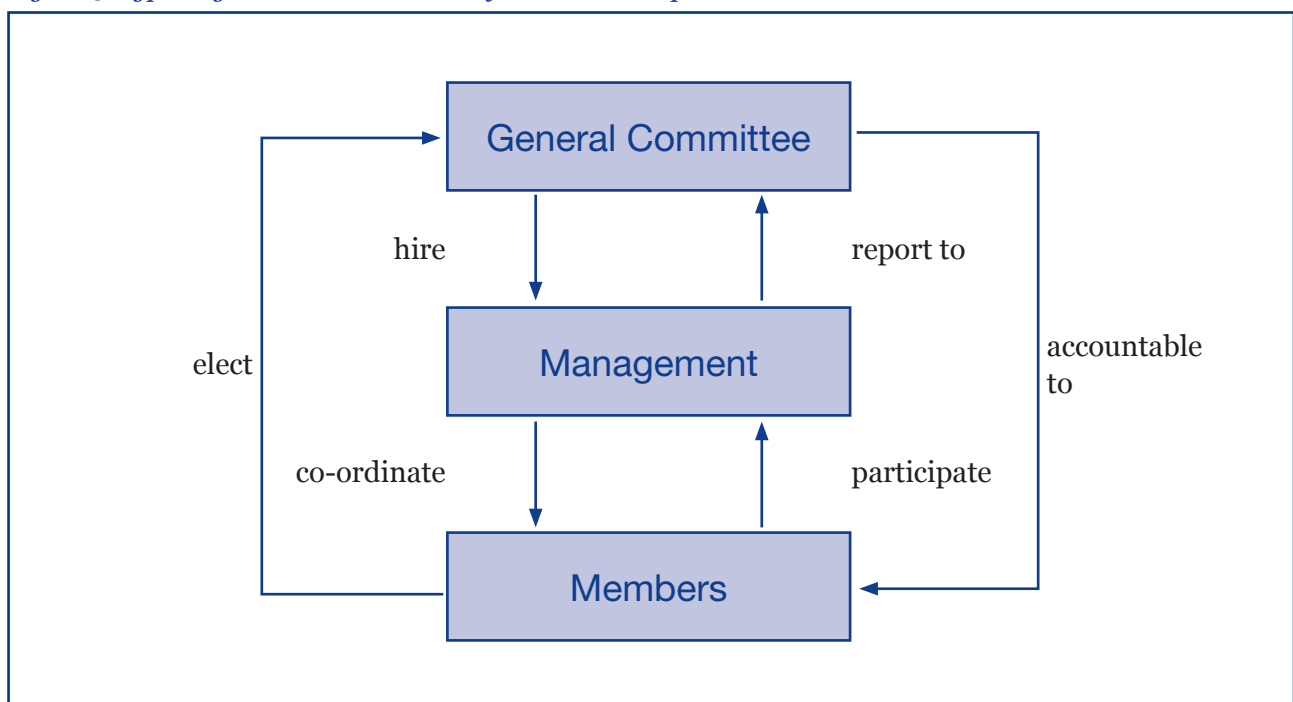 General Committee
hire
report to
Management
elect
accountable
to
co-ordinate
participate
Members